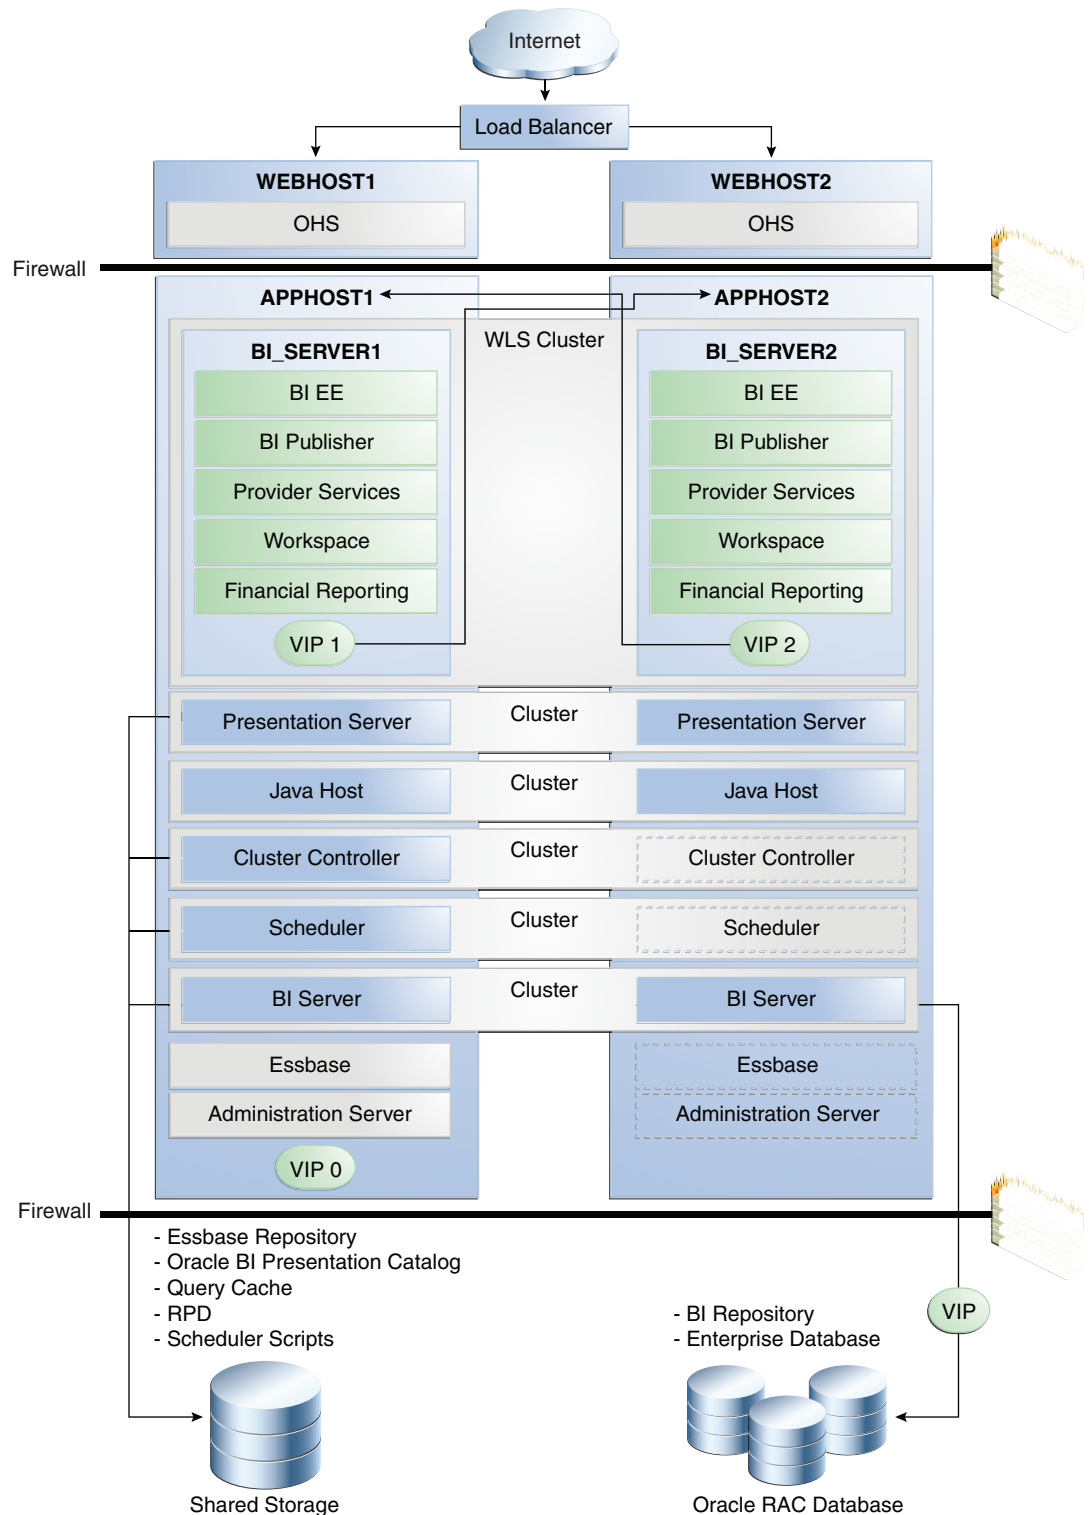 Internet
Load Balancer
WEBHOST1
WEBHOST2
OHS
OHS
Firewall
APPHOST1
APPHOST2
WLS Cluster
BI_SERVER1
BI_SERVER2
BI EE
BI EE
BI Publisher
BI Publisher
Provider Services
Provider Services
Workspace
Workspace
Financial Reporting
Financial Reporting
VIP 1
VIP 2
Presentation Server
Cluster
Presentation Server
Java Host
Cluster
Java Host
Cluster Controller
Cluster
Cluster Controller
Scheduler
Cluster
Scheduler
BI Server
Cluster
BI Server
Essbase
Essbase
Administration Server
Administration Server
VIP 0
Firewall
- Essbase Repository
- Oracle BI Presentation Catalog
- Query Cache
- RPD
- Scheduler Scripts
- BI Repository
- Enterprise Database
VIP
Shared Storage
Oracle RAC Database